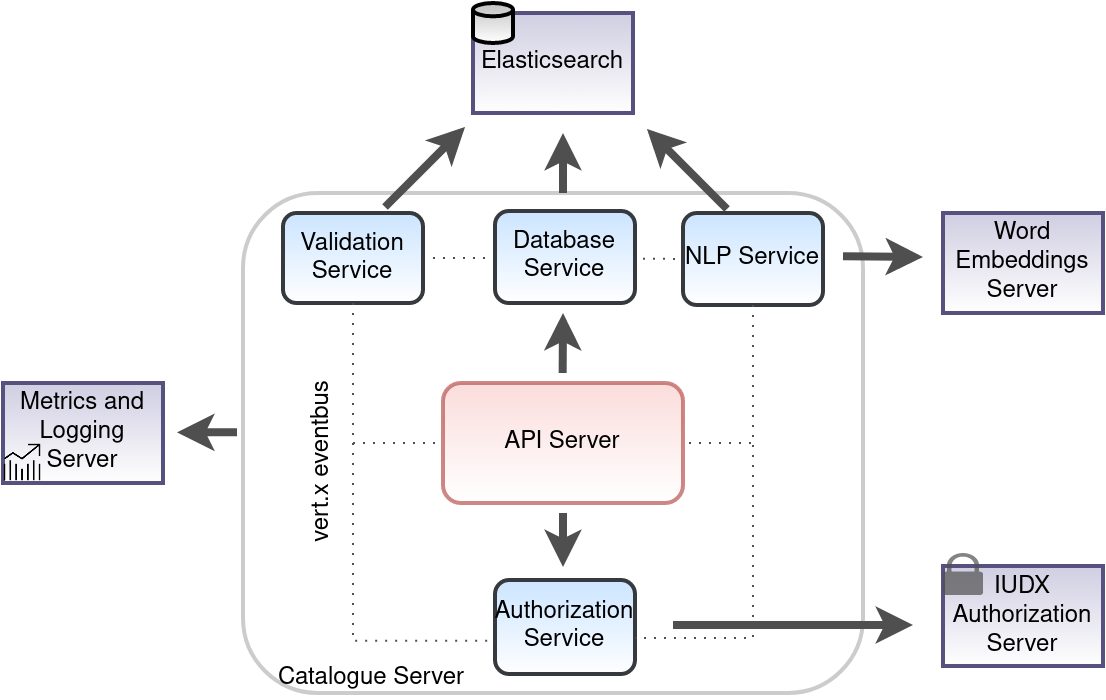 Elasticsearch
Validation
Service
Database
Service
NLP Service
Word
Embeddings
Server
Metrics and
Logging
Server
vert.x eventbus
API Server
Authorization
Service
IUDX
Authorization
Server
Catalogue Server